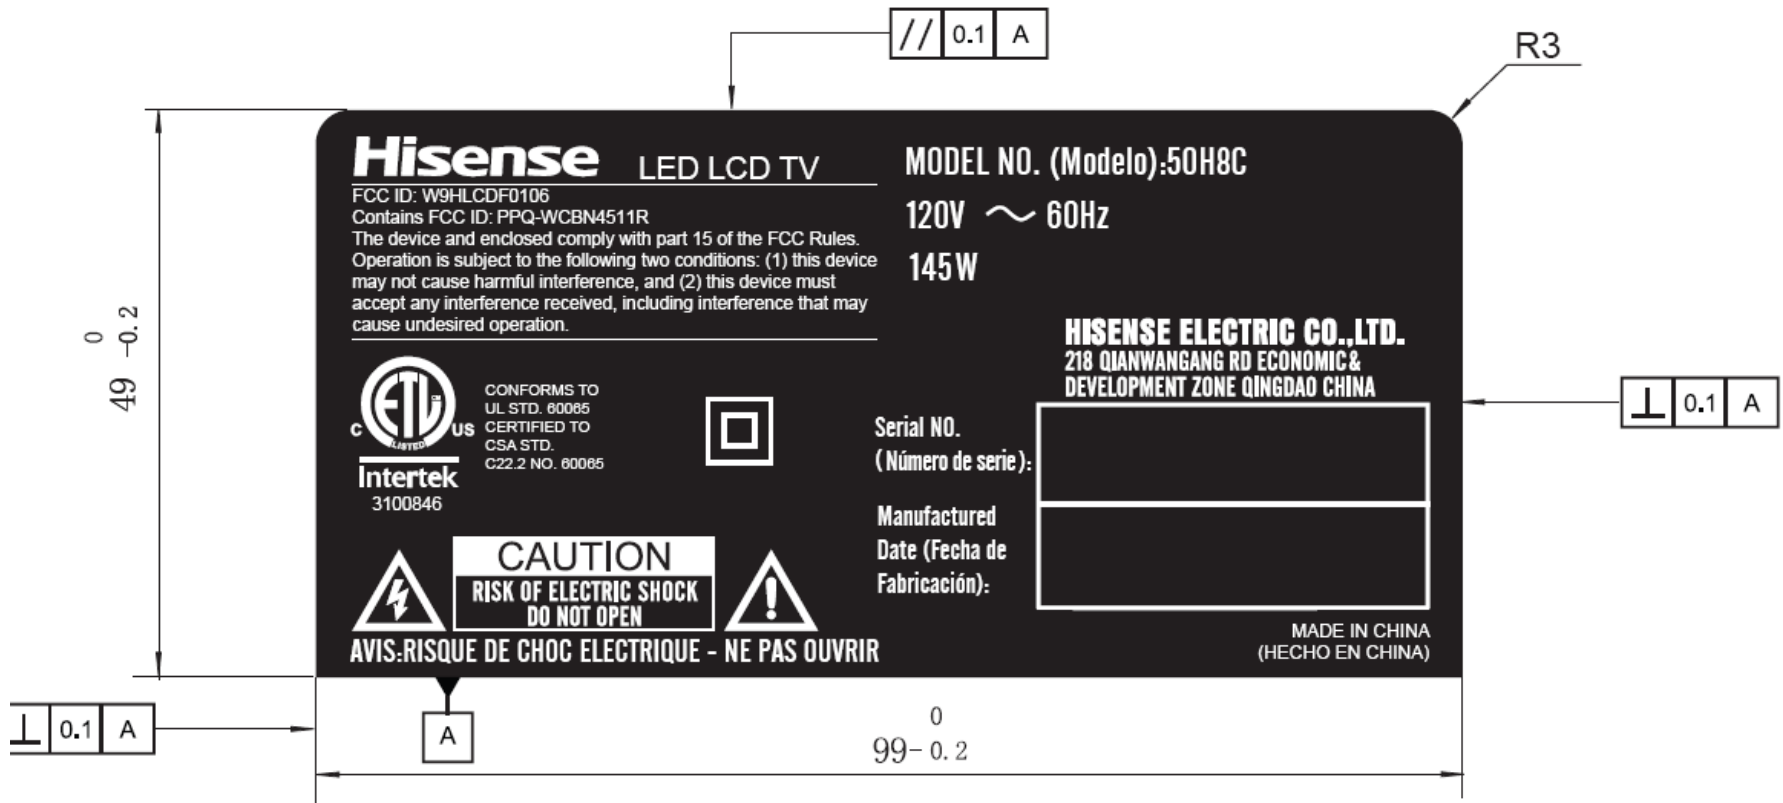 // 0.1 A
R3
Hisense LED LCD TV
FCC ID: W9HLCDF0106
Contains FCC ID: PPQ-WCBN4511R
The device and enclosed comply with part 15 of the FCC Rules.
Operation is subject to the following two conditions: (1) this device
may not cause harmful interference, and (2) this device must
accept any interference received, including interference that may
cause undesired operation.
MODEL NO. (Modelo):50H8C
120V ～ 60Hz
145W
HISENSE ELECTRIC CO.,LTD.
218 QIANWANGANG RD ECONOMIC&
DEVELOPMENT ZONE QINGDAO CHINA
0
49 -0.2
ETL
C US
LISTED
Intertek
3100846
CONFORMS TO
UL STD. 60065
CERTIFIED TO
CSA STD.
C22.2 NO. 60065
Serial NO.
(Número de serie):
Manufactured
Date (Fecha de
Fabricación):
⊥ 0.1 A
CAUTION
RISK OF ELECTRIC SHOCK
DO NOT OPEN
!
AVIS:RISQUE DE CHOC ELECTRIQUE - NE PAS OUVRIR
MADE IN CHINA
(HECHO EN CHINA)
⊥ 0.1 A
A
0
99-0.2